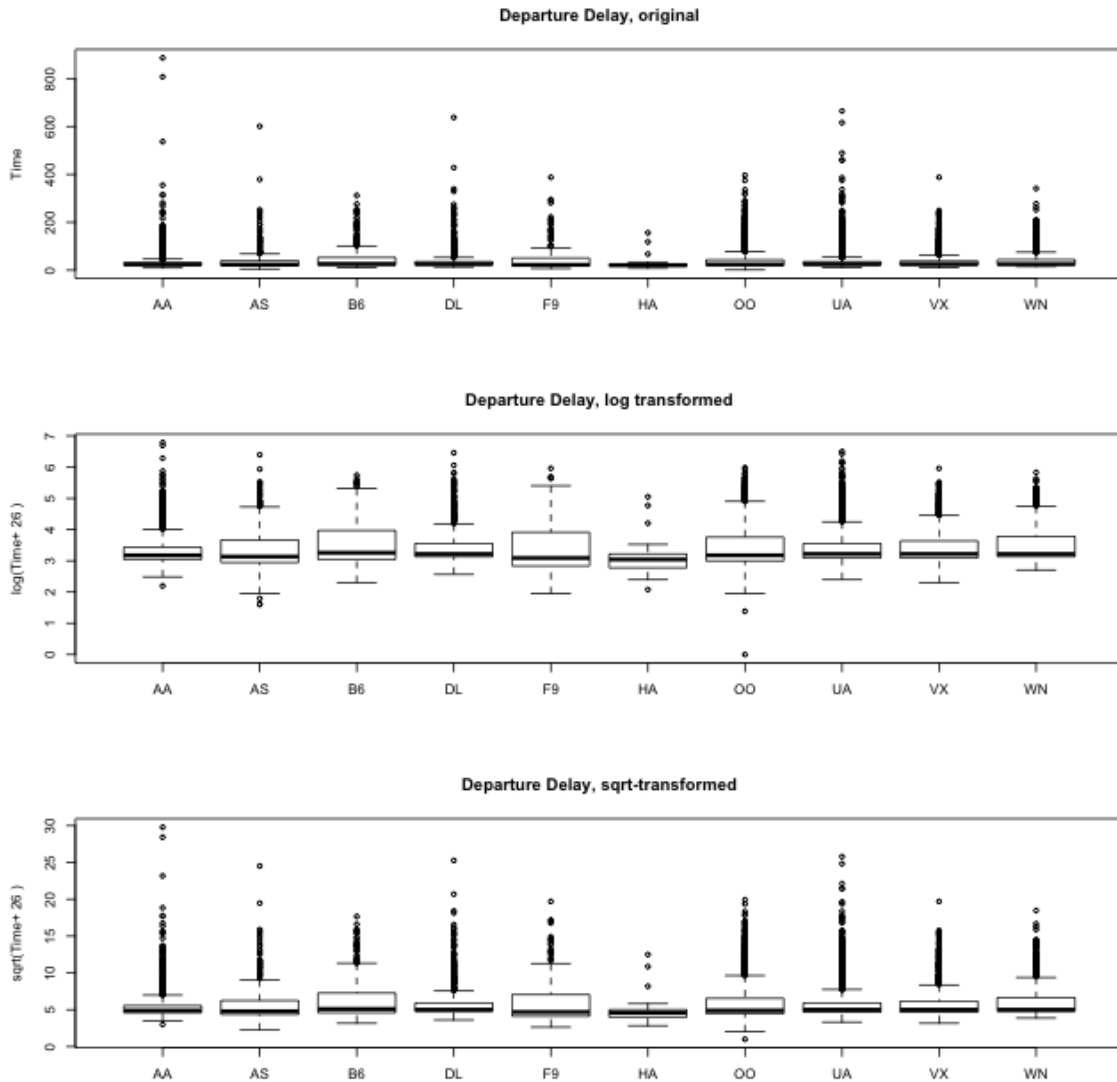 Departure Delay, original
Time
800
600
400
200
0
AA AS B6 DL F9 HA OO UA VX WN
Departure Delay, log transformed
log(Time+ 26 )
7
6
5
4
3
2
1
0
AA AS B6 DL F9 HA OO UA VX WN
Departure Delay, sqrt-transformed
sqrt(Time+ 26 )
30
25
20
15
10
5
0
AA AS B6 DL F9 HA OO UA VX WN